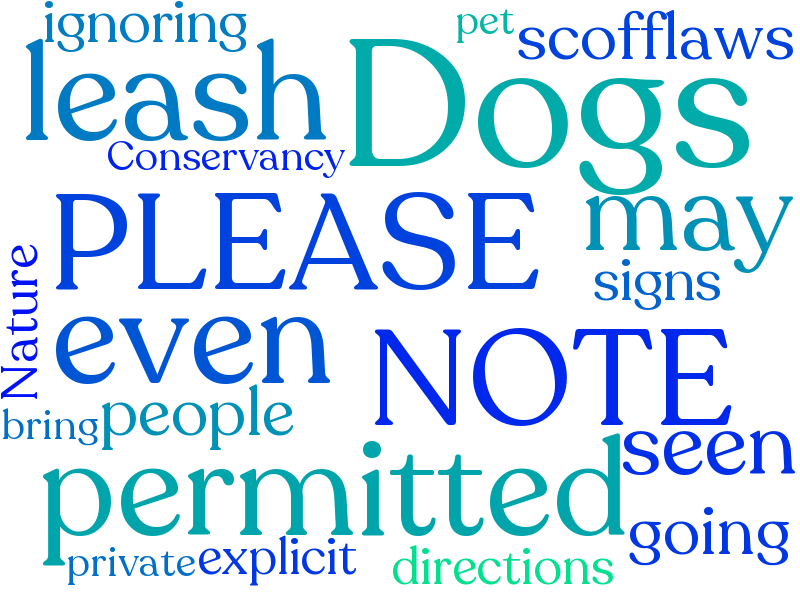 ignoring
pet
scofflaws
leash
Dogs
Conservancy
PLEASE
may
signs
Nature
even
NOTE
bring
people
seen
permitted
going
private
explicit
directions